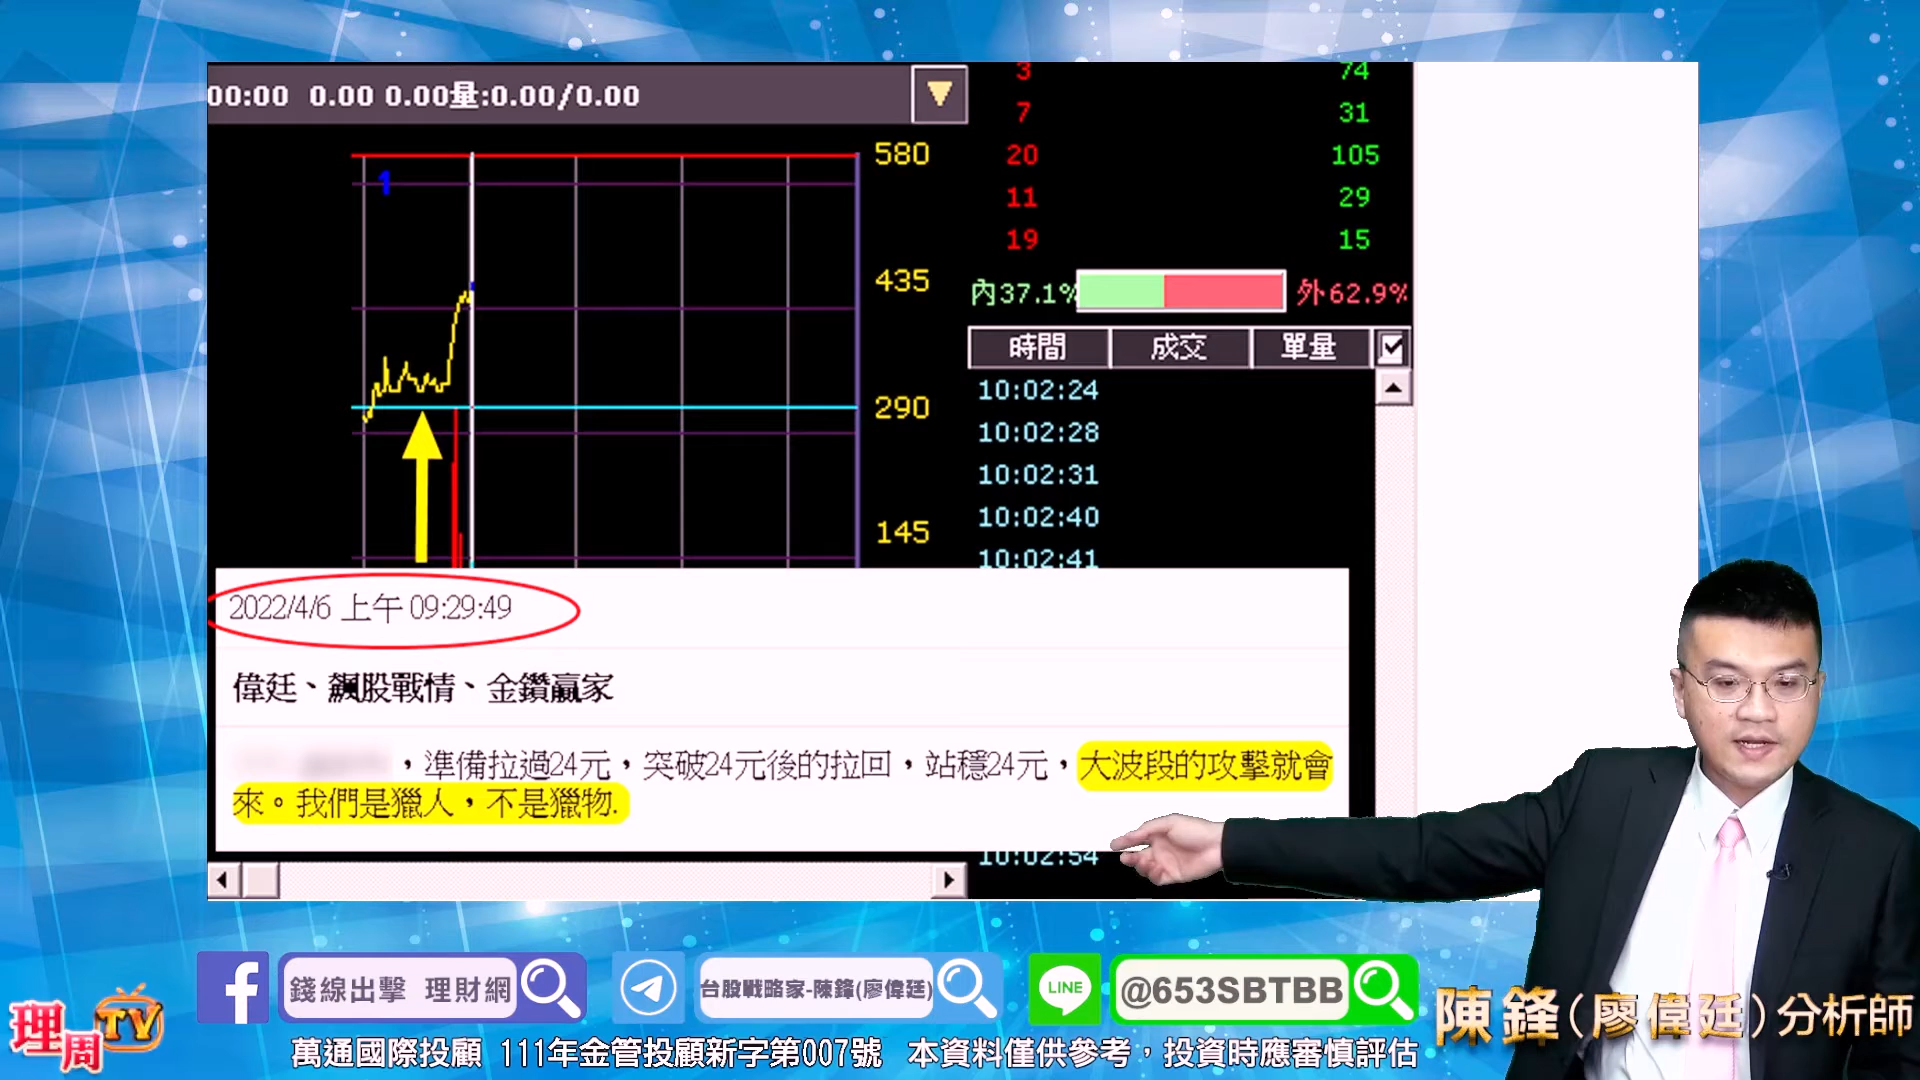 00:00 0.00 0.00量:0.00/0.00
▼
580
435
290
145
1
3 74
7 31
20 105
11 29
19 15
內37.1% 外62.9%
時間 成交 單量
10:02:24
10:02:28
10:02:31
10:02:40
10:02:41
10:02:54
2022/4/6 上午 09:29:49
偉廷、飆股戰情、金鑽贏家
，準備拉過24元，突破24元後的拉回，站穩24元，大波段的攻擊就會
來。我們是獵人，不是獵物.
錢線出擊 理財網
台股戰略家-陳鋒(廖偉廷)
LINE
@653SBTBB
陳鋒(廖偉廷)分析師
理周TV
萬通國際投顧 111年金管投顧新字第007號 本資料僅供參考，投資時應審慎評估